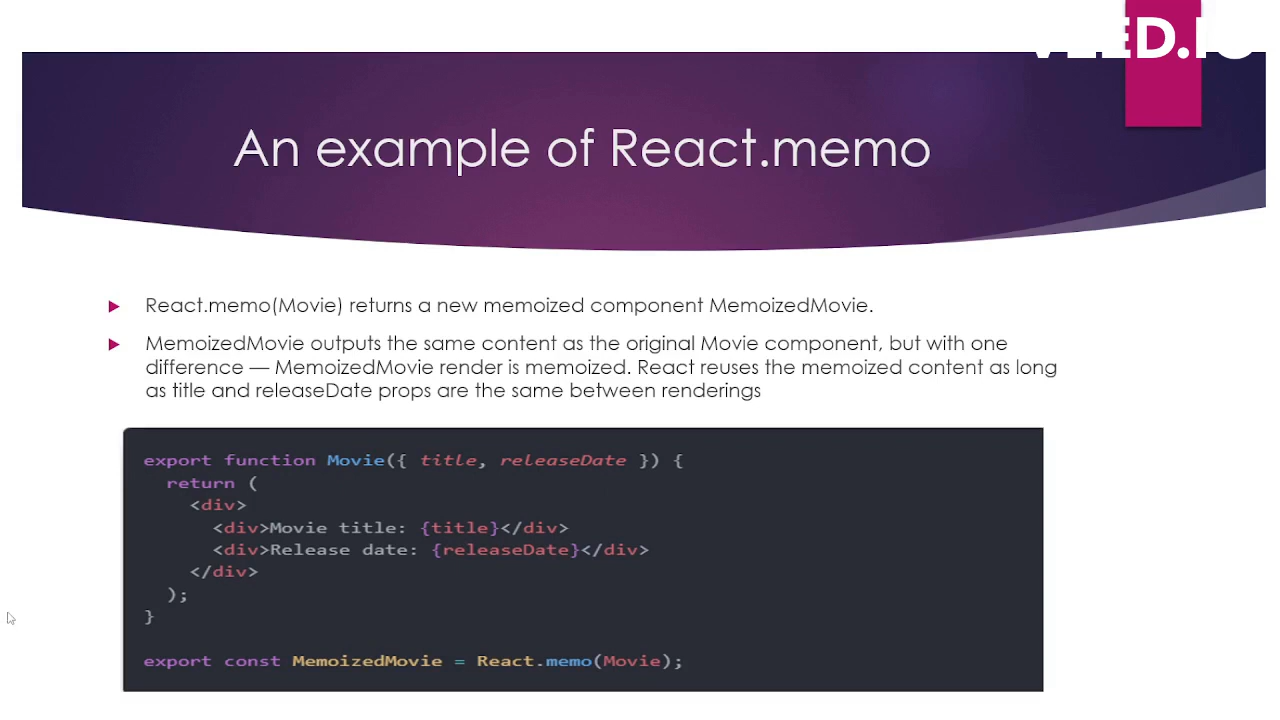 VEED.IO
An example of React.memo
React.memo(Movie) returns a new memoized component MemoizedMovie.
MemoizedMovie outputs the same content as the original Movie component, but with one
difference — MemoizedMovie render is memoized. React reuses the memoized content as long
as title and releaseDate props are the same between renderings
export function Movie({ title, releaseDate }) {
return (
<div>
<div>Movie title: {title}</div>
<div>Release date: {releaseDate}</div>
</div>
);
}
export const MemoizedMovie = React.memo(Movie);